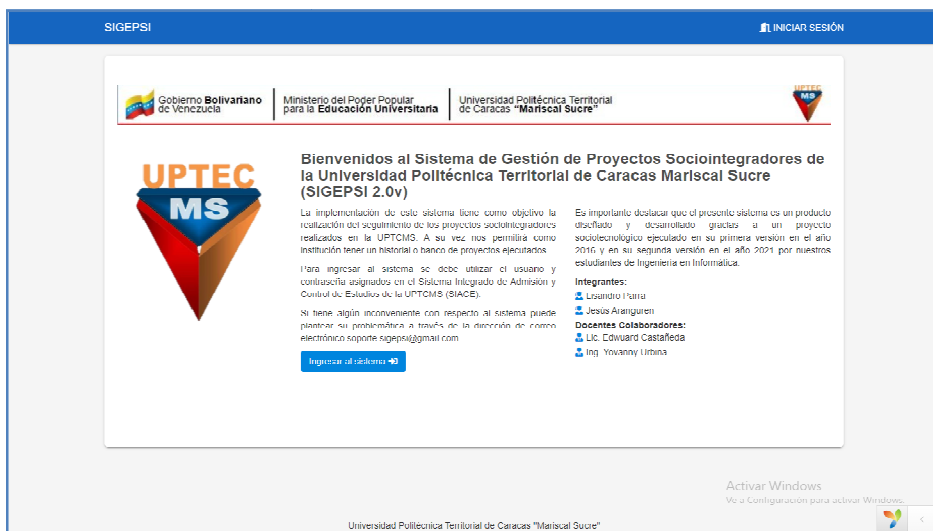 SIGEPSI
INICIAR SESIÓN
Gobierno Bolivariano
de Venezuela
Ministerio del Poder Popular
para la Educación Universitaria
Universidad Politécnica Territorial
de Caracas "Mariscal Sucre"
UPTEC
MS
UPTEC
MS
Bienvenidos al Sistema de Gestión de Proyectos Sociointegradores de
la Universidad Politécnica Territorial de Caracas Mariscal Sucre
(SIGEPSI 2.0v)
La implementación de este sistema tiene como objetivo la
realización del seguimiento de los proyectos sociointegradores
realizados en la UPTCMS. A su vez nos permitirá como
institución tener un historial o banco de proyectos ejecutados
Para ingresar al sistema se debe utilizar el usuario y
contraseña asignados en el Sistema Integrado de Admisión y
Control de Estudios de la UPTCMS (SIACE).
Si tiene algún inconveniente con respecto al sistema puede
plantear su problemática a través de la dirección de correo
electrónico soporte.sigepsi@gmail.com
Ingresar al sistema
Es importante destacar que el presente sistema es un producto
diseñado y desarrollado gracias a un proyecto
sociotecnológico ejecutado en su primera versión en el año
2016 y en su segunda versión en el año 2021 por nuestros
estudiantes de Ingeniería en Informática.
Integrantes:
Lisandro Parra
Jesús Aranguren
Docentes Colaboradores:
Lic. Edwuard Castañeda
Ing. Yovanny Urbina
Activar Windows
Ve a Configuración para activar Windows.
Universidad Politécnica Territorial de Caracas "Mariscal Sucre"